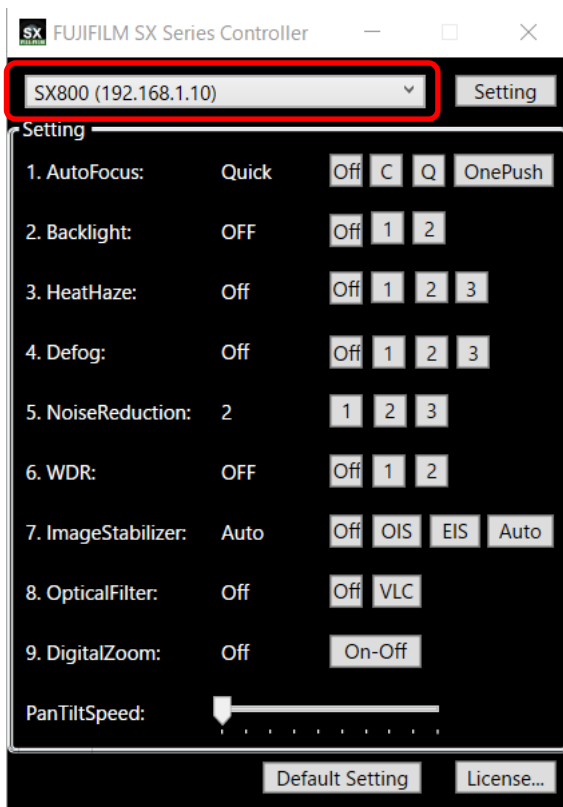 SX FUJIFILM SX Series Controller
SX800 (192.168.1.10) Setting
Setting
1. AutoFocus: Quick Off C Q OnePush
2. Backlight: OFF Off 1 2
3. HeatHaze: Off Off 1 2 3
4. Defog: Off Off 1 2 3
5. NoiseReduction: 2 1 2 3
6. WDR: OFF Off 1 2
7. ImageStabilizer: Auto Off OIS EIS Auto
8. OpticalFilter: Off Off VLC
9. DigitalZoom: Off On-Off
PanTiltSpeed:
Default Setting License...